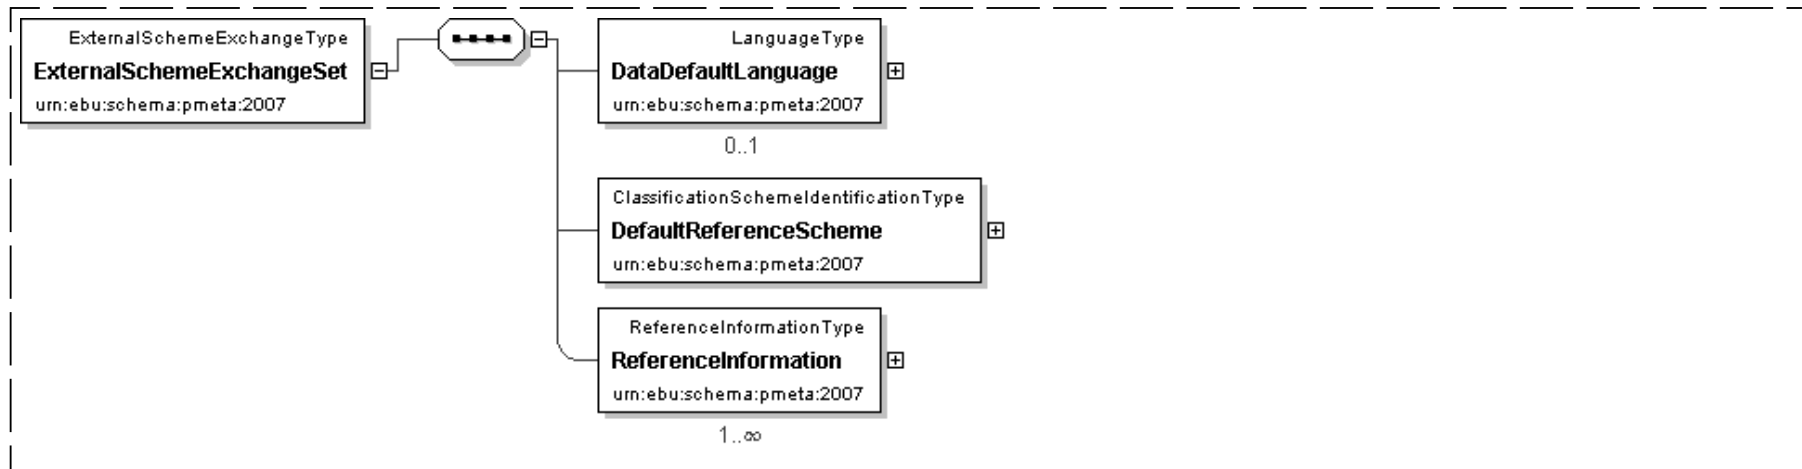 ExternalSchemeExchangeType
ExternalSchemeExchangeSet
urn:ebu:schema:pmeta:2007
LanguageType
DataDefaultLanguage
urn:ebu:schema:pmeta:2007
0..1
ClassificationSchemeIdentificationType
DefaultReferenceScheme
urn:ebu:schema:pmeta:2007
ReferenceInformationType
ReferenceInformation
urn:ebu:schema:pmeta:2007
1..∞